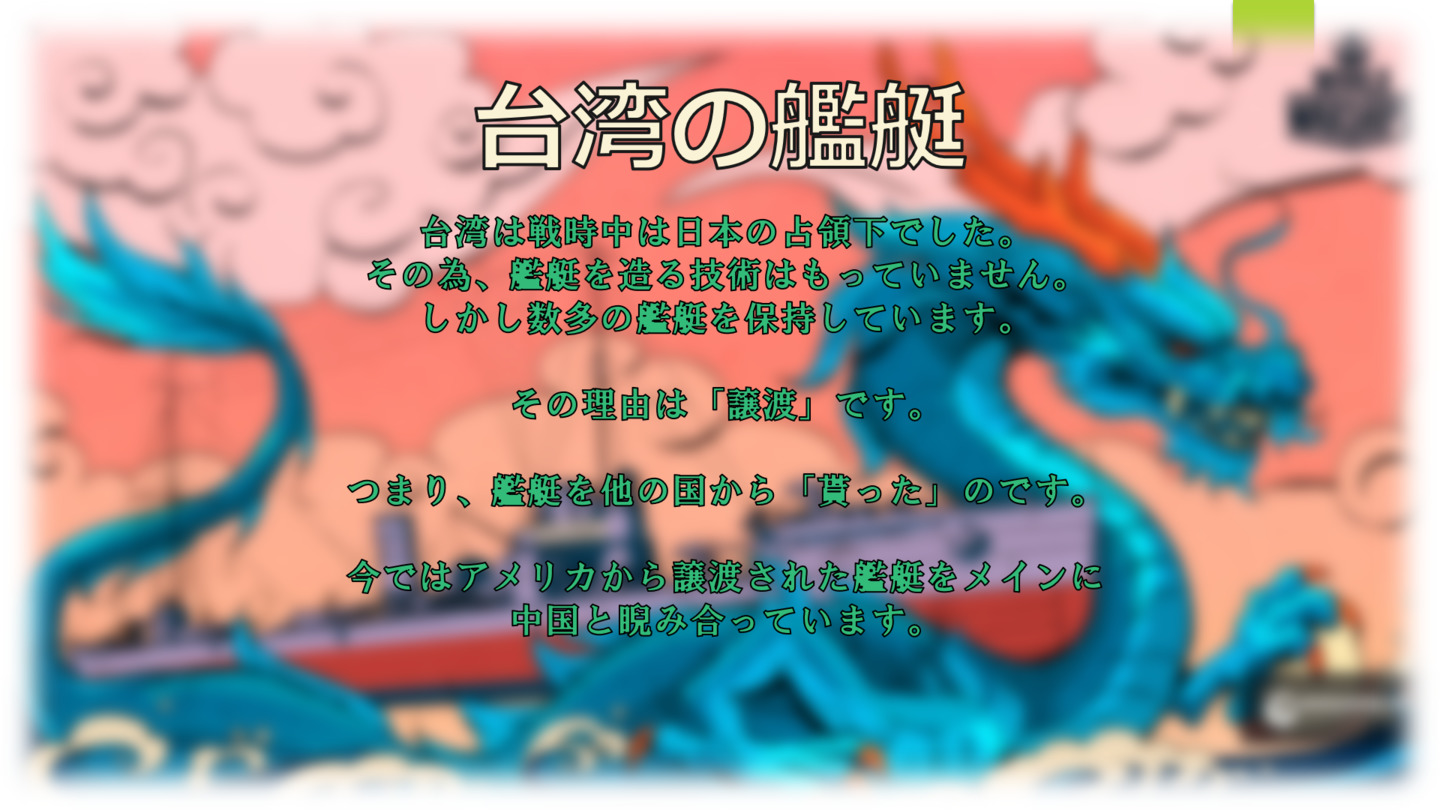 台湾の艦艇
台湾は戦時中は日本の占領下でした。
その為、艦艇を造る技術はもっていません。
しかし数多の艦艇を保持しています。
その理由は「譲渡」です。
つまり、艦艇を他の国から「貰った」のです。
今ではアメリカから譲渡された艦艇をメインに
中国と睨み合っています。